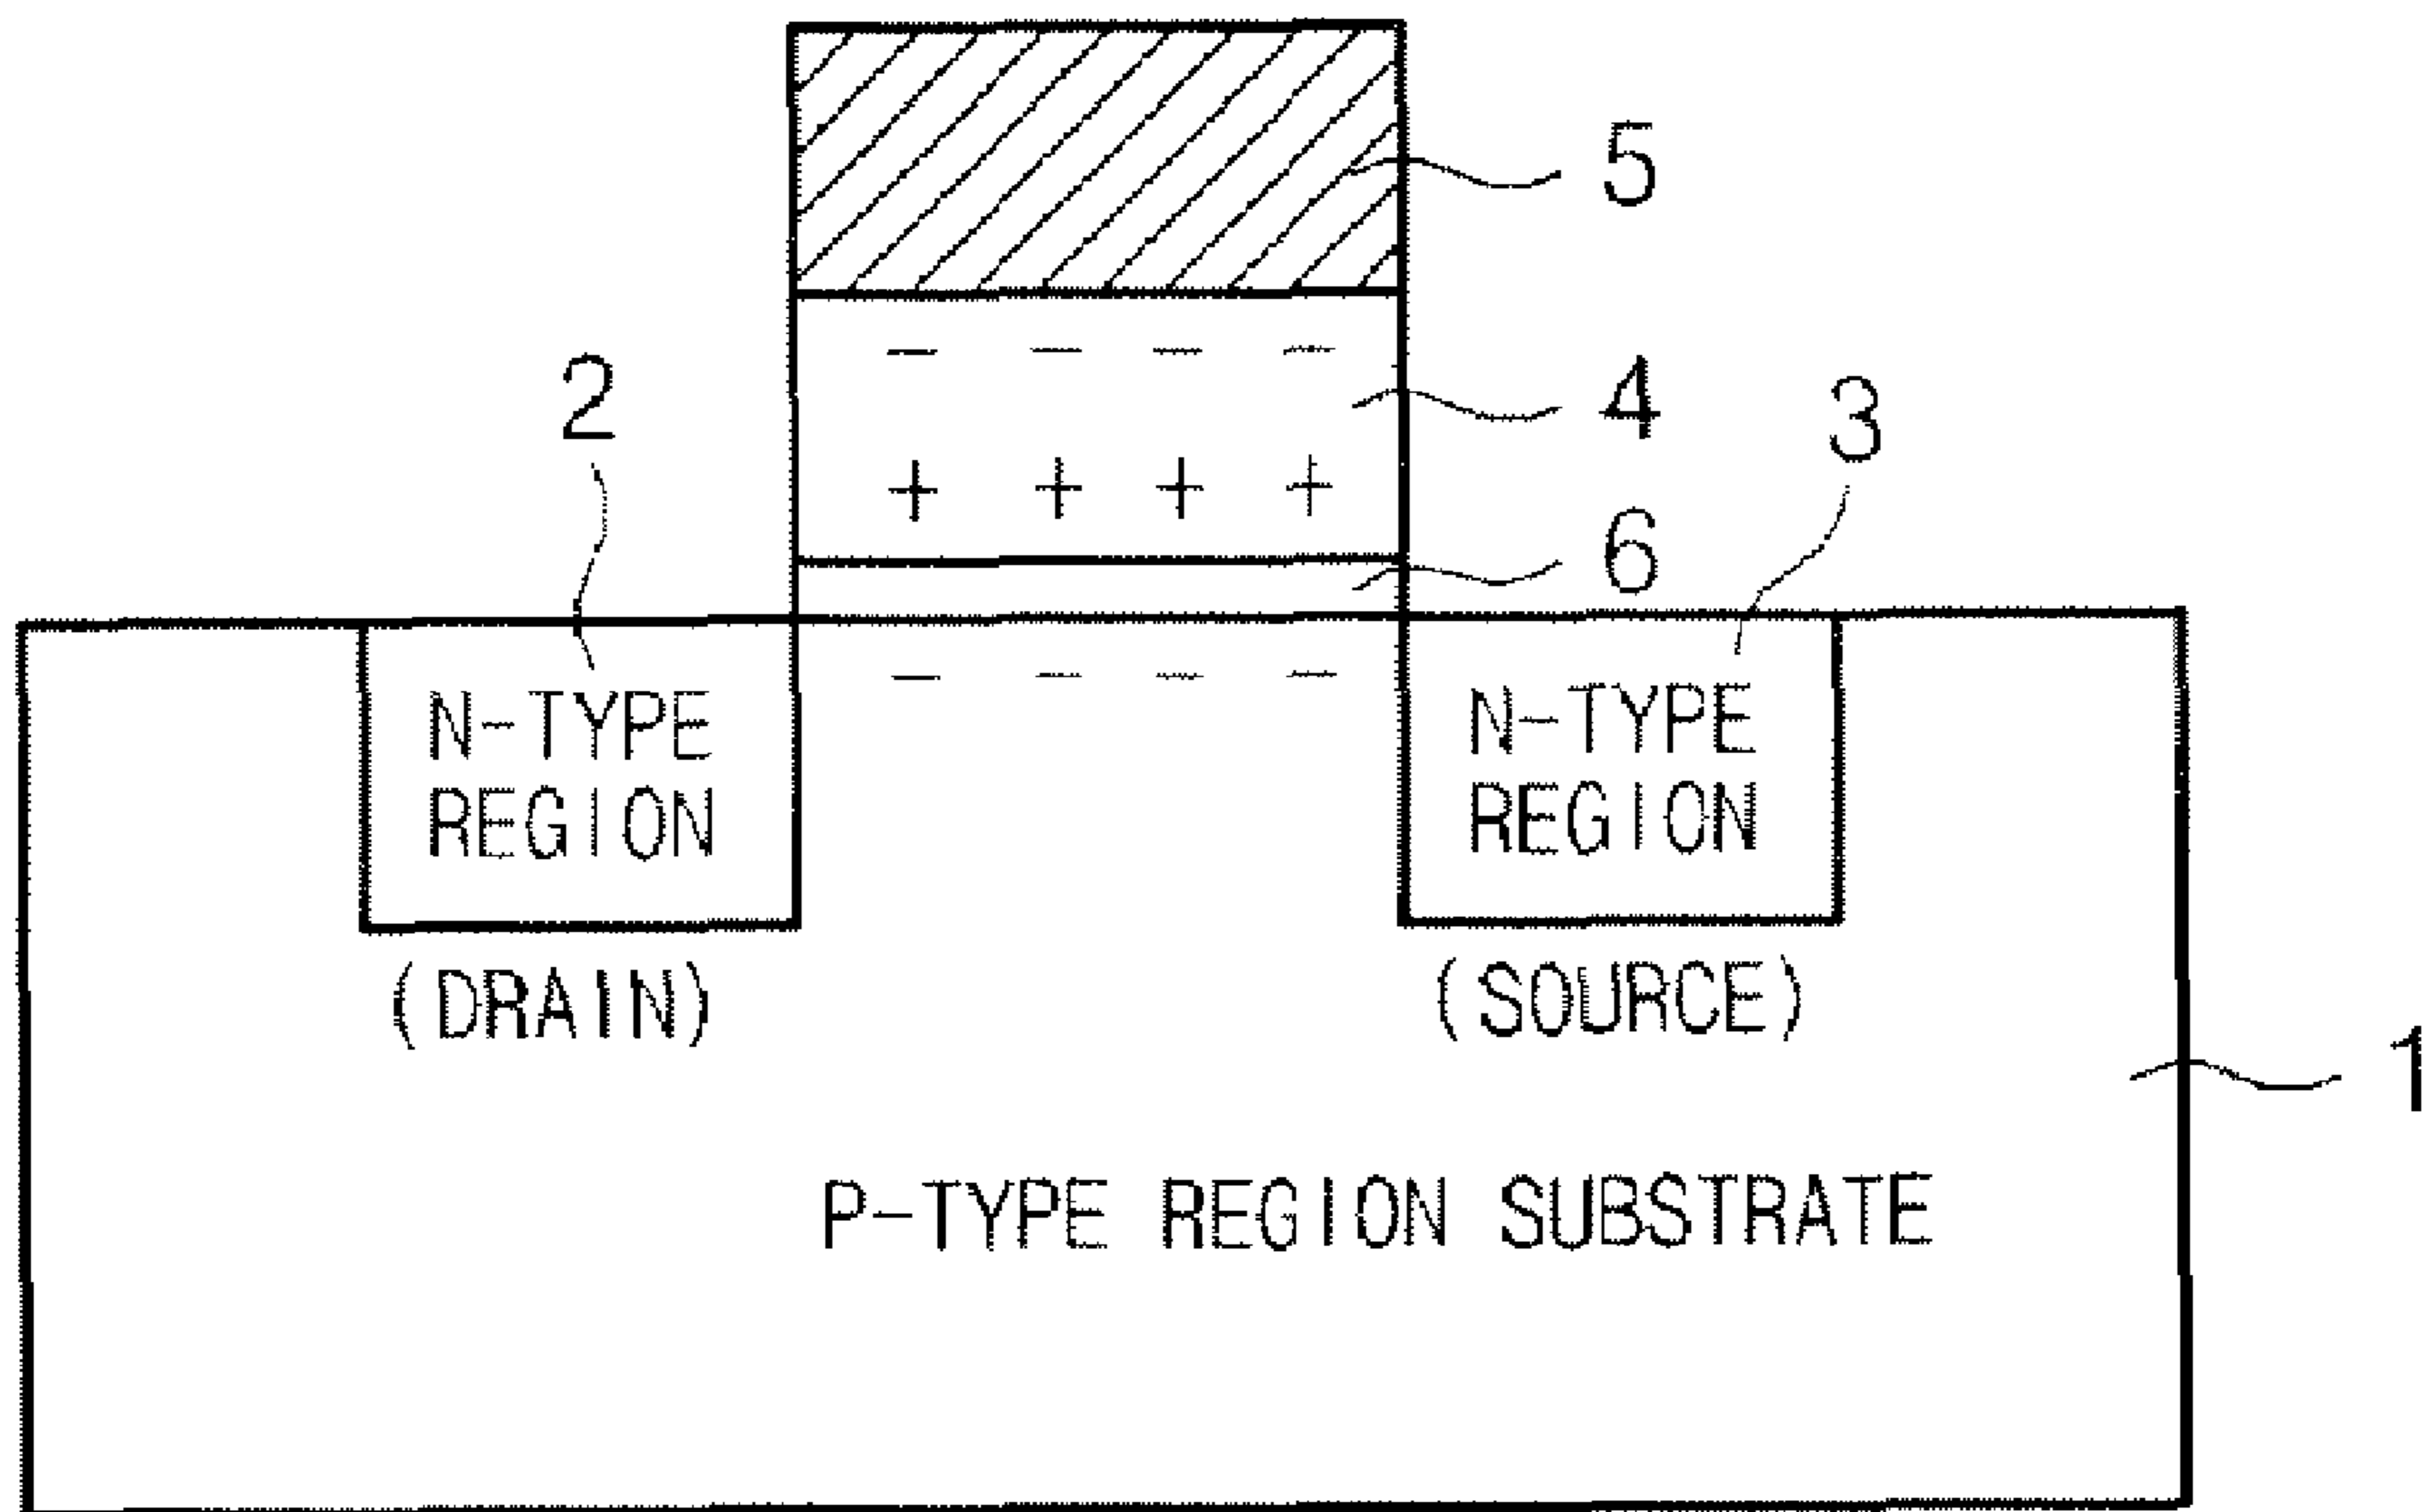 5
2
4
3
6
N-TYPE
REGION
N-TYPE
REGION
(DRAIN)
(SOURCE)
1
P-TYPE REGION SUBSTRATE